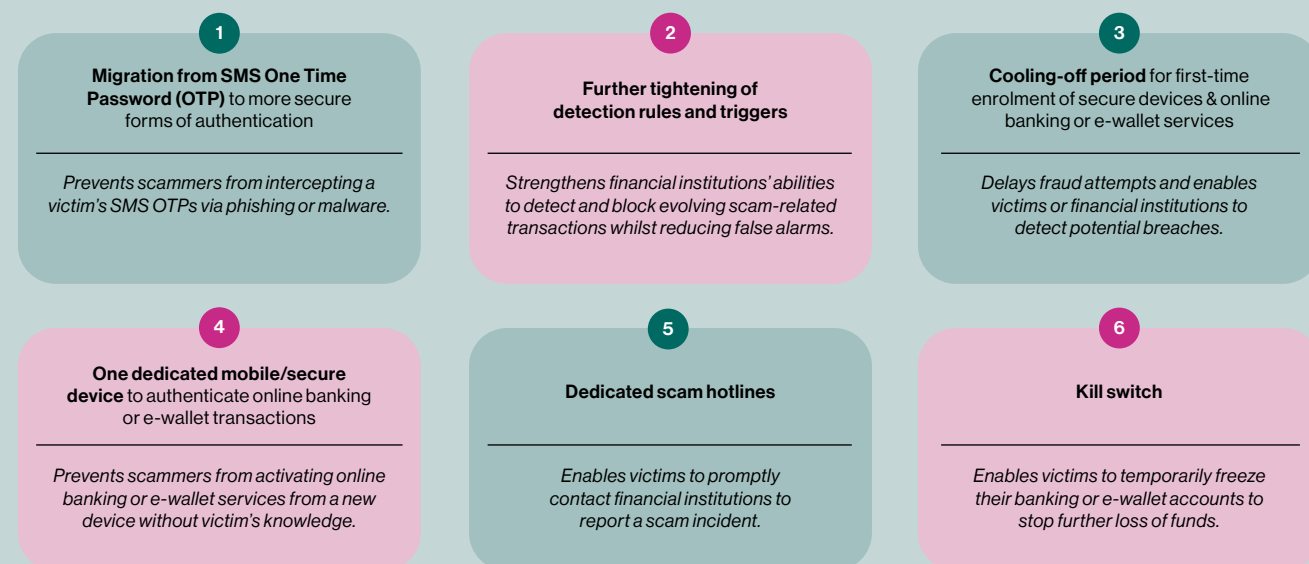 1
Migration from SMS One Time
Password (OTP) to more secure
forms of authentication
Prevents scammers from intercepting a
victim's SMS OTPs via phishing or malware.
2
Further tightening of
detection rules and triggers
Strengthens financial institutions' abilities
to detect and block evolving scam-related
transactions whilst reducing false alarms.
3
Cooling-off period for first-time
enrolment of secure devices & online
banking or e-wallet services
Delays fraud attempts and enables
victims or financial institutions to
detect potential breaches.
4
One dedicated mobile/secure
device to authenticate online banking
or e-wallet transactions
Prevents scammers from activating online
banking or e-wallet services from a new
device without victim's knowledge.
5
Dedicated scam hotlines
Enables victims to promptly
contact financial institutions to
report a scam incident.
6
Kill switch
Enables victims to temporarily freeze
their banking or e-wallet accounts to
stop further loss of funds.